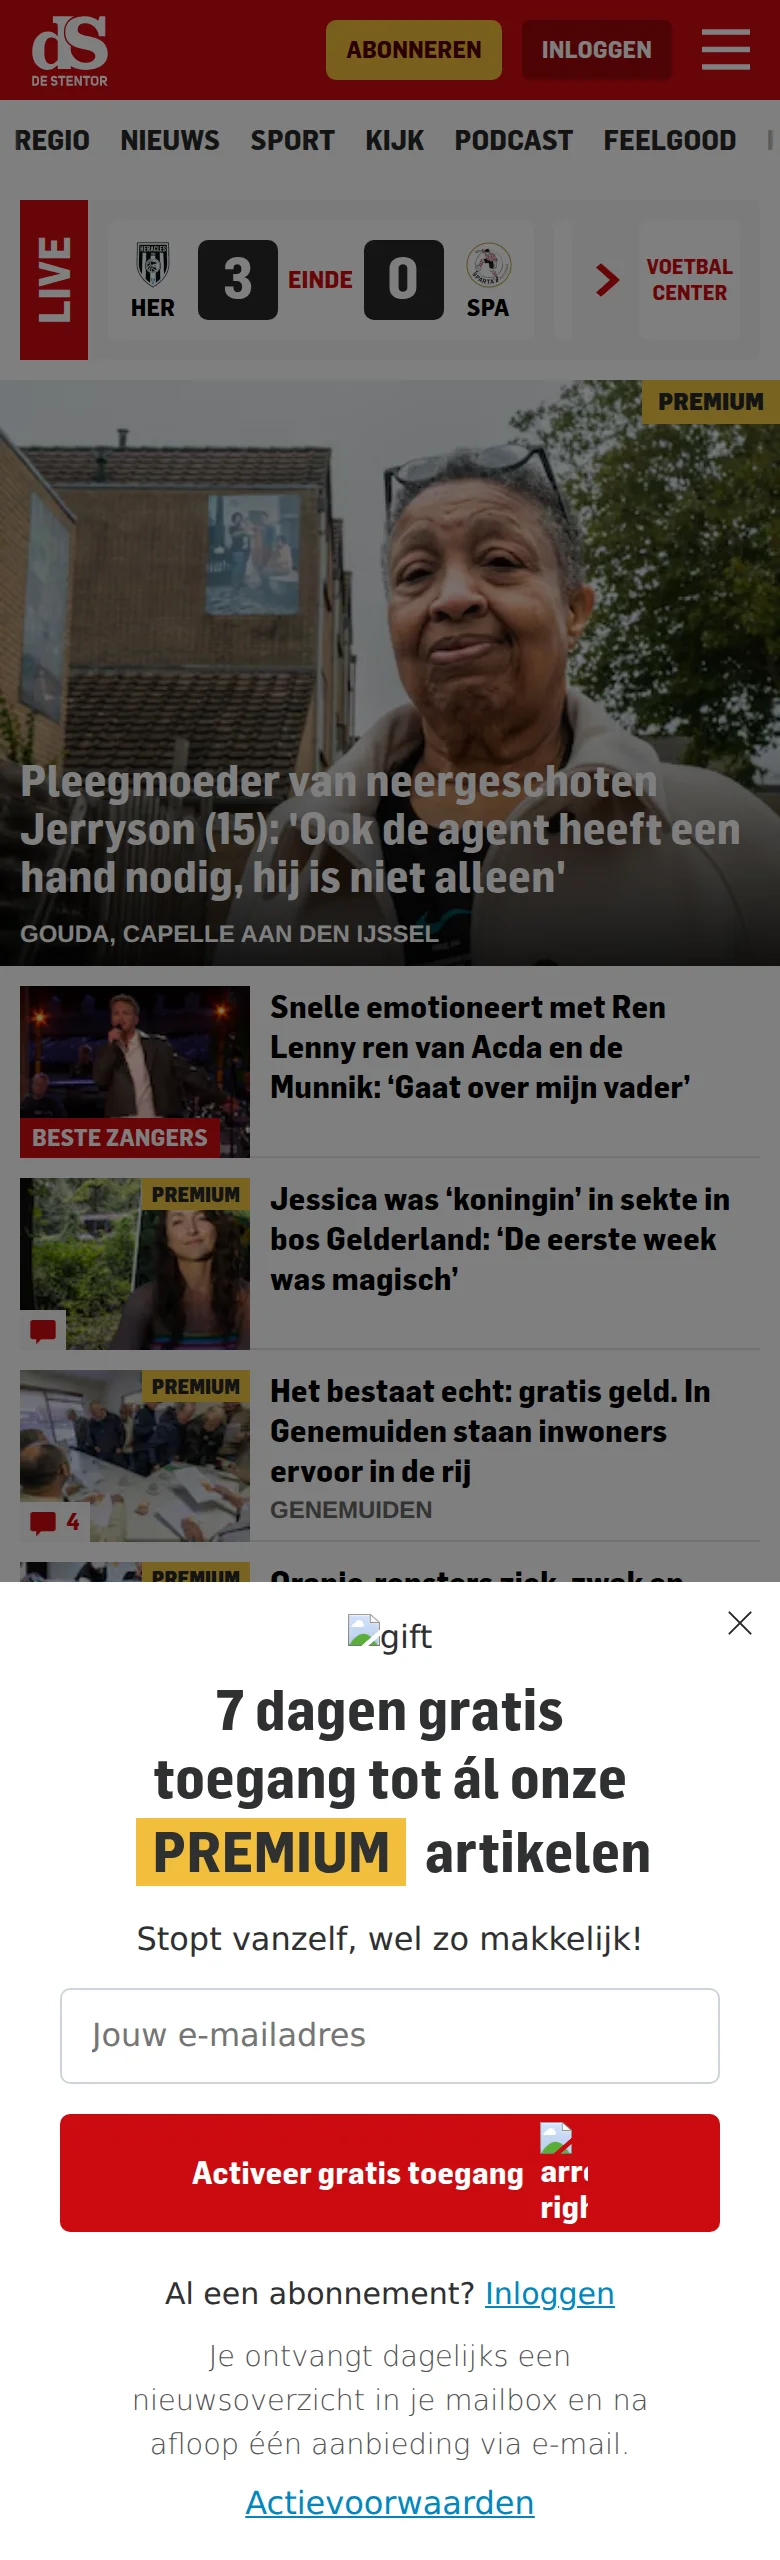 dS
DE STENTOR
ABONNEREN
INLOGGEN
REGIO NIEUWS SPORT KIJK PODCAST FEELGOOD
LIVE
HERACLES
HER
3
EINDE
0
SPARTA
SPA
VOETBAL
CENTER
PREMIUM
Pleegmoeder van neergeschoten
Jerryson (15): 'Ook de agent heeft een
hand nodig, hij is niet alleen'
GOUDA, CAPELLE AAN DEN IJSSEL
Snelle emotioneert met Ren
Lenny ren van Acda en de
Munnik: ‘Gaat over mijn vader’
BESTE ZANGERS
PREMIUM
Jessica was ‘koningin’ in sekte in
bos Gelderland: ‘De eerste week
was magisch’
PREMIUM
Het bestaat echt: gratis geld. In
Genemuiden staan inwoners
ervoor in de rij
GENEMUIDEN
4
PREMIUM
gift
7 dagen gratis
toegang tot ál onze
PREMIUM artikelen
Stopt vanzelf, wel zo makkelijk!
Jouw e-mailadres
Activeer gratis toegang
Al een abonnement? Inloggen
Je ontvangt dagelijks een
nieuwsoverzicht in je mailbox en na
afloop één aanbieding via e-mail.
Actievoorwaarden